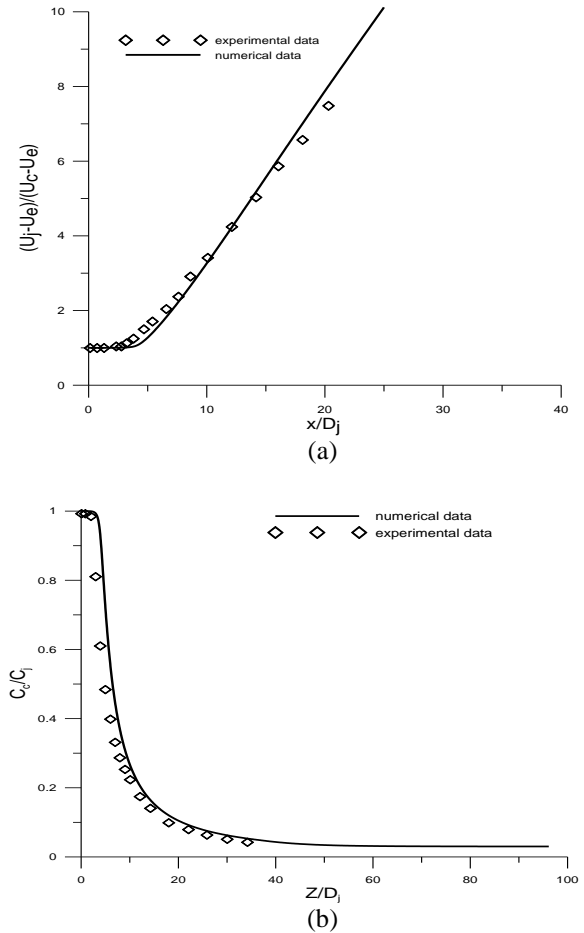 10
experimental data
numerical data
8
6
(Uj-Ue)/(Uc-Ue)
4
2
0
0 10 20 30 40
x/Dj
(a)
1
numerical data
experimental data
0.8
0.6
Cc/Cj
0.4
0.2
0
0 20 40 60 80 100
Z/Dj
(b)